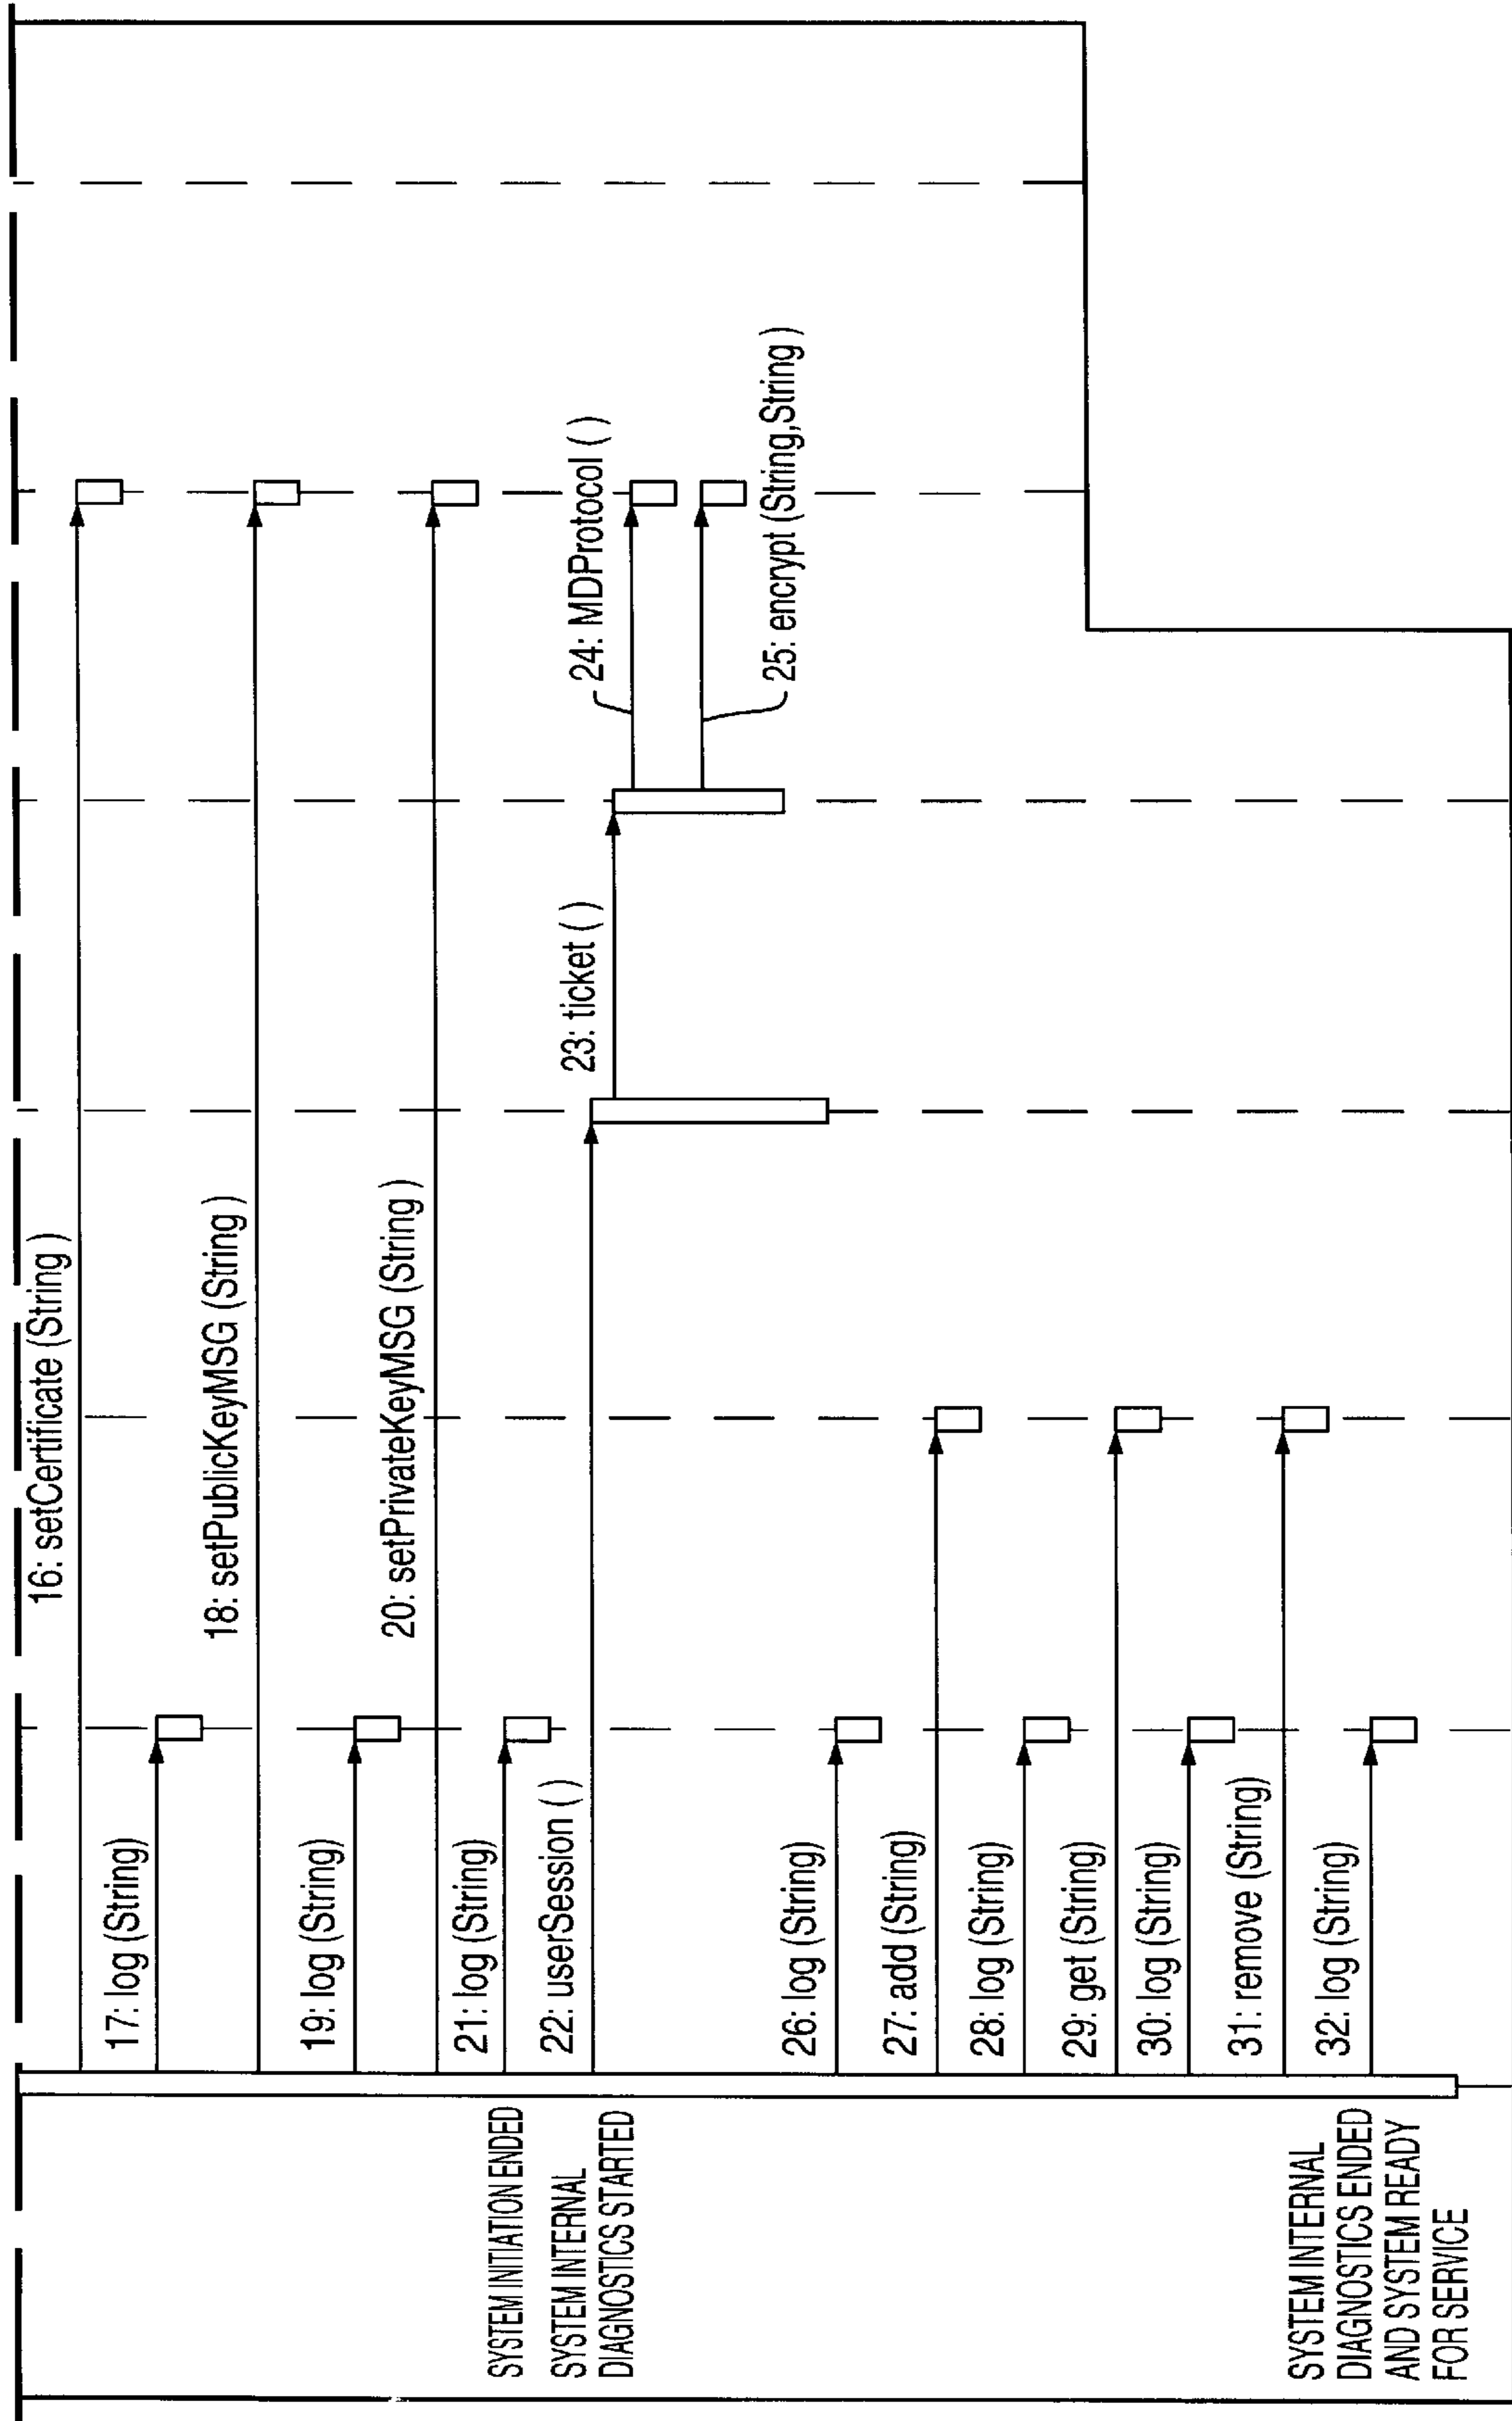 16: setCertificate (String )
17: log (String)
18: setPublicKeyMSG (String )
19: log (String)
20: setPrivateKeyMSG (String )
SYSTEM INITIATION ENDED
21: log (String)
SYSTEM INTERNAL
DIAGNOSTICS STARTED
22: userSession ( )
23: ticket ( )
24: MDProtocol ( )
25: encrypt (String,String )
26: log (String)
27: add (String)
28: log (String)
29: get (String)
30: log (String)
31: remove (String)
32: log (String)
SYSTEM INTERNAL
DIAGNOSTICS ENDED
AND SYSTEM READY
FOR SERVICE